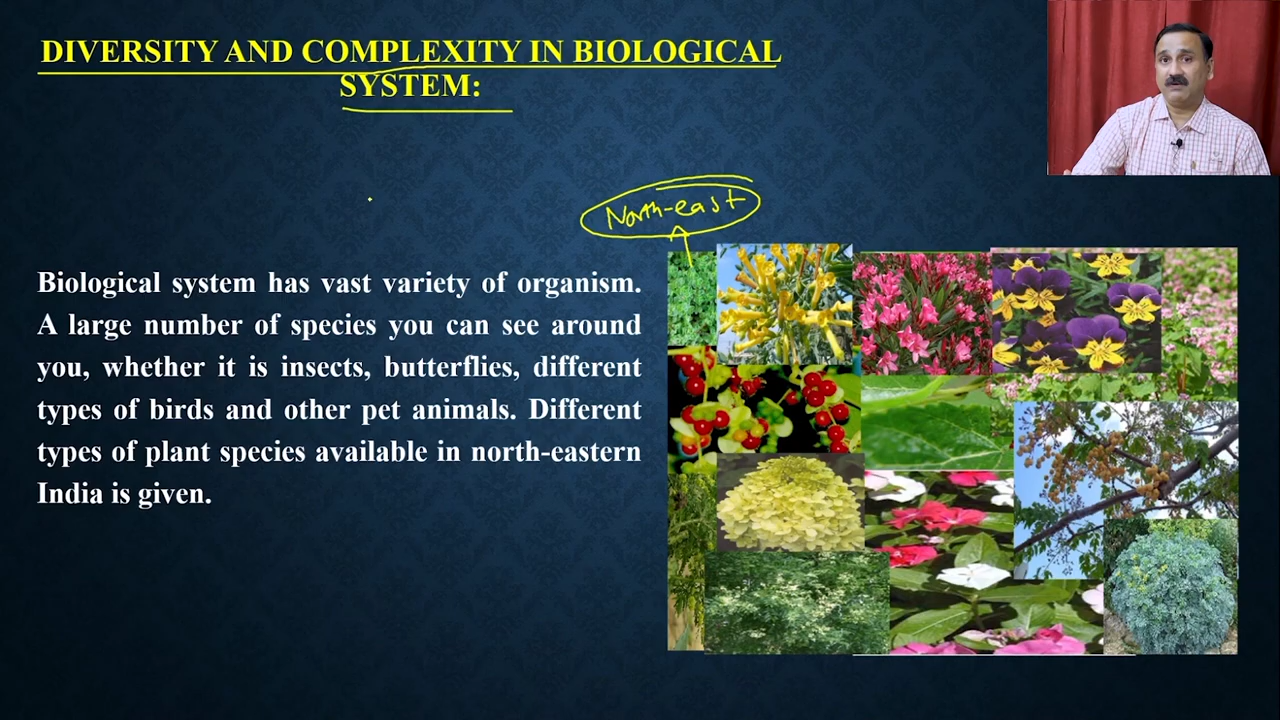 DIVERSITY AND COMPLEXITY IN BIOLOGICAL
SYSTEM:
North-east
Biological system has vast variety of organism.
A large number of species you can see around
you, whether it is insects, butterflies, different
types of birds and other pet animals. Different
types of plant species available in north-eastern
India is given.